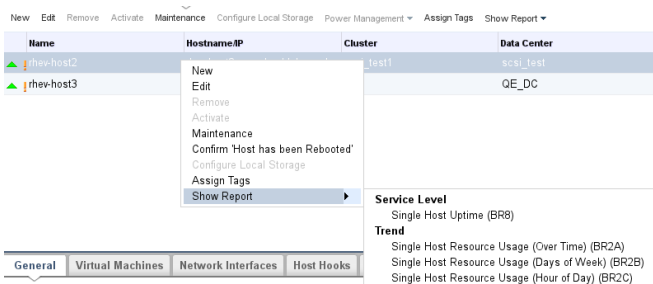 New Edit Remove Activate Maintenance Configure Local Storage Power Management Assign Tags Show Report
Name Hostname/IP Cluster Data Center
rhev-host2 _test1 scsi_test
rhev-host3 QE_DC
New
Edit
Remove
Activate
Maintenance
Confirm 'Host has been Rebooted'
Configure Local Storage
Assign Tags
Show Report
Service Level
Single Host Uptime (BR8)
Trend
Single Host Resource Usage (Over Time) (BR2A)
Single Host Resource Usage (Days of Week) (BR2B)
Single Host Resource Usage (Hour of Day) (BR2C)
General Virtual Machines Network Interfaces Host Hooks